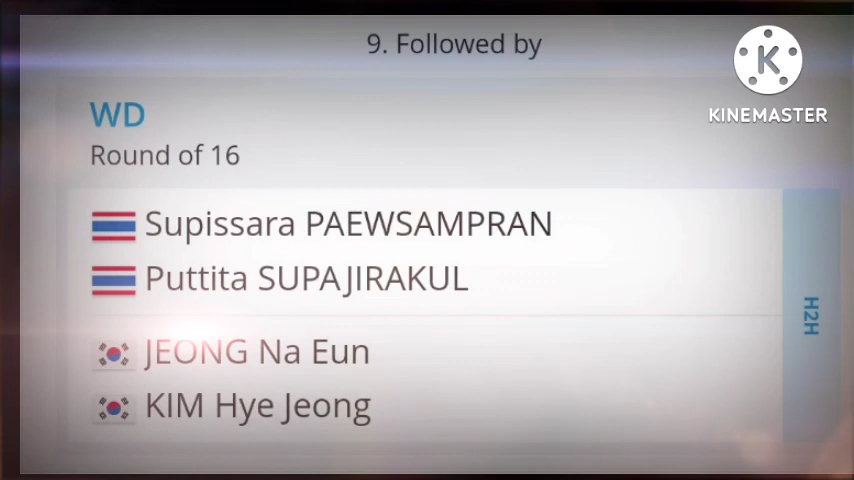 9. Followed by
K
KINEMASTER
WD
Round of 16
Supissara PAEWSAMPRAN
Puttita SUPAJIRAKUL
H2H
JEONG Na Eun
KIM Hye Jeong